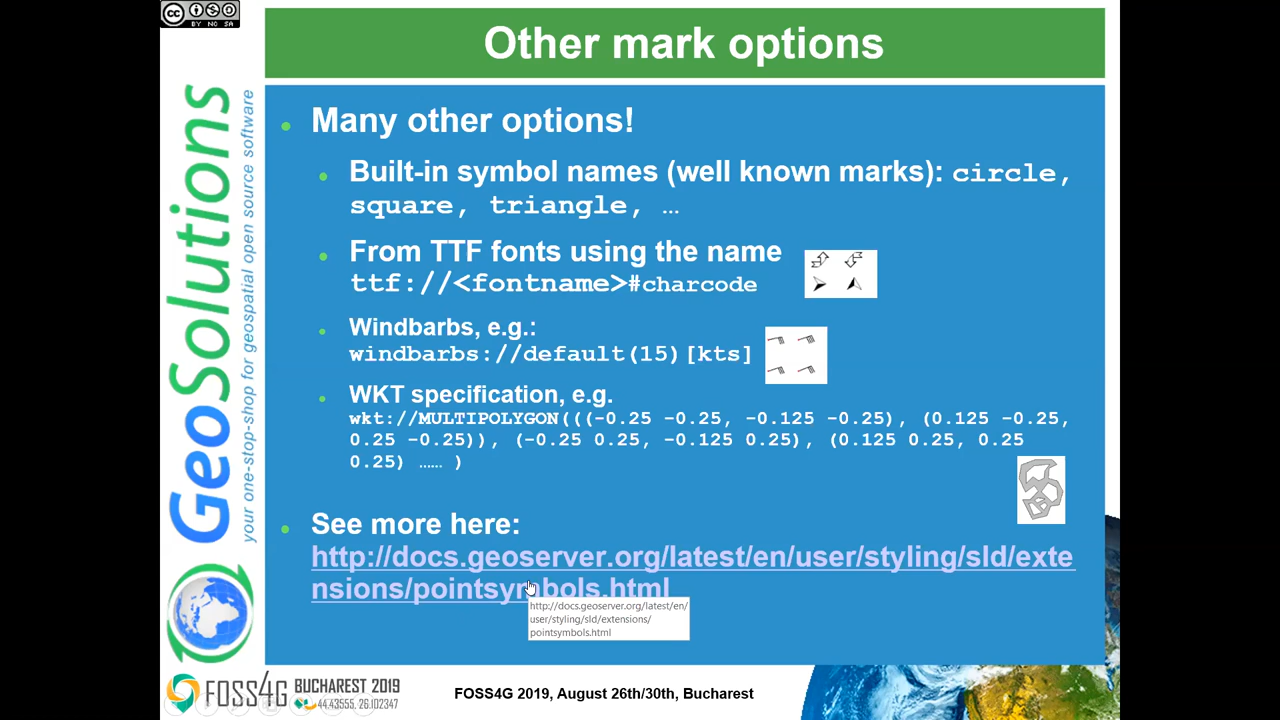 CC BY NC SA
Other mark options
GeoSolutions
your one-stop-shop for geospatial open source software
Many other options!
Built-in symbol names (well known marks): circle,
square, triangle, …
From TTF fonts using the name
ttf://<fontname>#charcode
Windbarbs, e.g.:
windbarbs://default(15)[kts]
WKT specification, e.g.
wkt://MULTIPOLYGON(((-0.25 -0.25, -0.125 -0.25), (0.125 -0.25,
0.25 -0.25)), (-0.25 0.25, -0.125 0.25), (0.125 0.25, 0.25
0.25) …… )
See more here:
http://docs.geoserver.org/latest/en/user/styling/sld/exte
nsions/pointsymbols.html
http://docs.geoserver.org/latest/en/
user/styling/sld/extensions/
pointsymbols.html
FOSS4G BUCHAREST 2019
44.43555, 26.102347
FOSS4G 2019, August 26th/30th, Bucharest